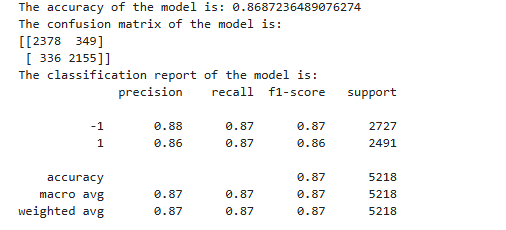 The accuracy of the model is: 0.8687236489076274
The confusion matrix of the model is:
[[2378  349]
 [ 336 2155]]
The classification report of the model is:
              precision    recall  f1-score   support

          -1       0.88      0.87      0.87      2727
           1       0.86      0.87      0.86      2491

    accuracy                           0.87      5218
   macro avg       0.87      0.87      0.87      5218
weighted avg       0.87      0.87      0.87      5218